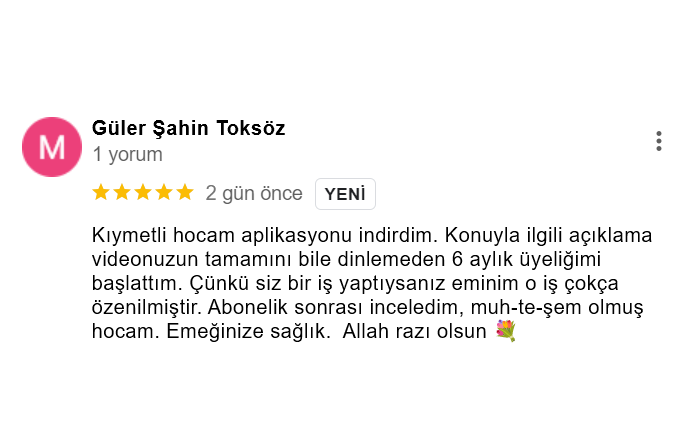 M
Güler Şahin Toksöz
1 yorum
★★★★★ 2 gün önce YENİ
Kıymetli hocam aplikasyonu indirdim. Konuyla ilgili açıklama
videonuzun tamamını bile dinlemeden 6 aylık üyeliğimi
başlattım. Çünkü siz bir iş yaptıysanız eminim o iş çokça
özenilmiştir. Abonelik sonrası inceledim, muh-te-şem olmuş
hocam. Emeğinize sağlık.  Allah razı olsun 💐